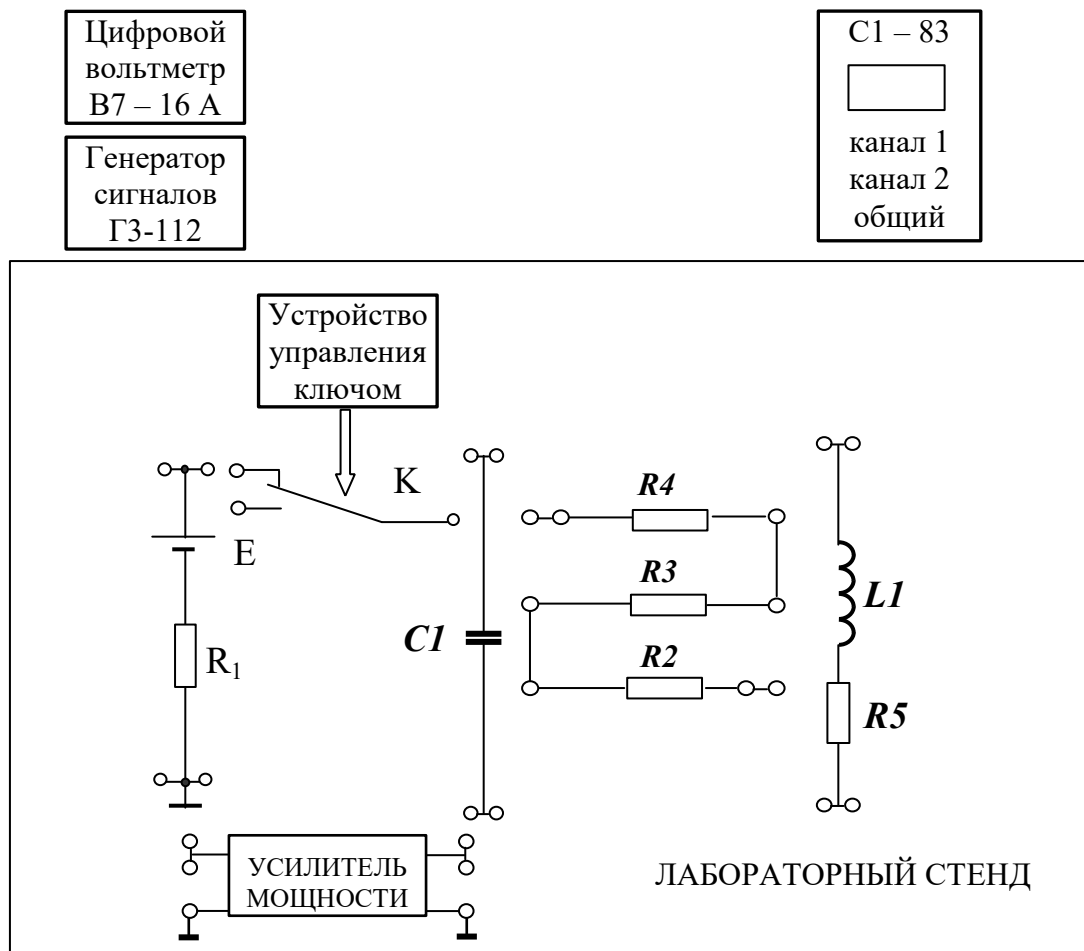 Цифровой
вольтметр
В7 – 16 А
Генератор
сигналов
Г3-112
С1 – 83
канал 1
канал 2
общий
Устройство
управления
ключом
K
E
R₁
C1
R4
R3
R2
L1
R5
УСИЛИТЕЛЬ
МОЩНОСТИ
ЛАБОРАТОРНЫЙ СТЕНД